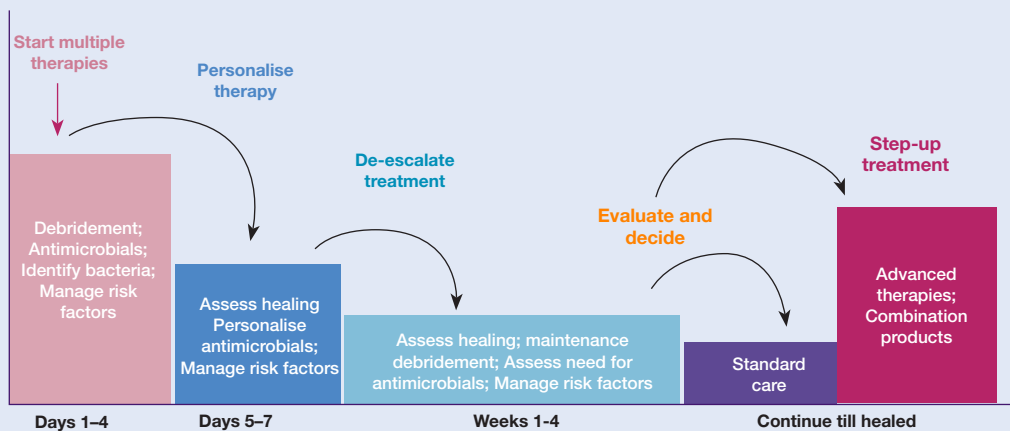 Start multiple
therapies
Personalise
therapy
De-escalate
treatment
Evaluate and
decide
Step-up
treatment
Debridement;
Antimicrobials;
Identify bacteria;
Manage risk
factors
Assess healing
Personalise
antimicrobials;
Manage risk factors
Assess healing; maintenance
debridement; Assess need for
antimicrobials; Manage risk factors
Standard
care
Advanced
therapies;
Combination
products
Days 1–4
Days 5–7
Weeks 1-4
Continue till healed